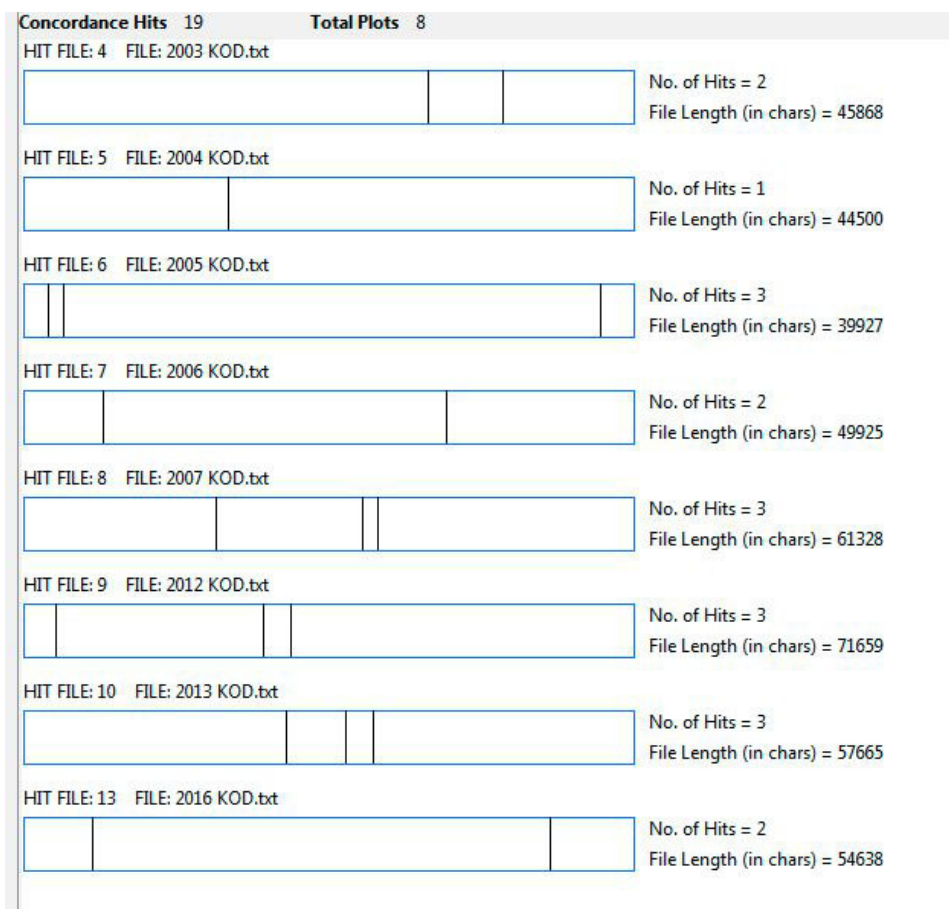 Concordance Hits 19 Total Plots 8
HIT FILE: 4 FILE: 2003 KOD.txt
No. of Hits = 2
File Length (in chars) = 45868
HIT FILE: 5 FILE: 2004 KOD.txt
No. of Hits = 1
File Length (in chars) = 44500
HIT FILE: 6 FILE: 2005 KOD.txt
No. of Hits = 3
File Length (in chars) = 39927
HIT FILE: 7 FILE: 2006 KOD.txt
No. of Hits = 2
File Length (in chars) = 49925
HIT FILE: 8 FILE: 2007 KOD.txt
No. of Hits = 3
File Length (in chars) = 61328
HIT FILE: 9 FILE: 2012 KOD.txt
No. of Hits = 3
File Length (in chars) = 71659
HIT FILE: 10 FILE: 2013 KOD.txt
No. of Hits = 3
File Length (in chars) = 57665
HIT FILE: 13 FILE: 2016 KOD.txt
No. of Hits = 2
File Length (in chars) = 54638